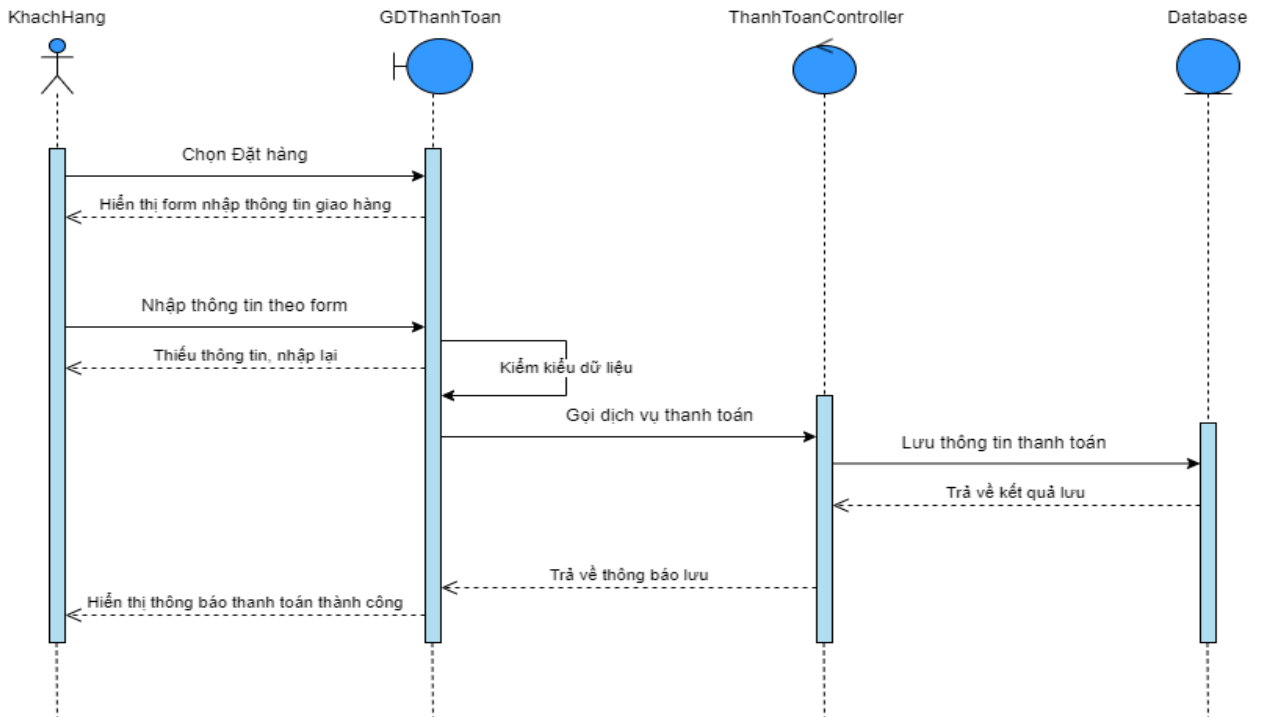 KhachHang
GDThanhToan
ThanhToanController
Database
Chọn Đặt hàng
Hiển thị form nhập thông tin giao hàng
Nhập thông tin theo form
Thiếu thông tin, nhập lại
Kiểm kiểu dữ liệu
Gọi dịch vụ thanh toán
Lưu thông tin thanh toán
Trả về kết quả lưu
Trả về thông báo lưu
Hiển thị thông báo thanh toán thành công